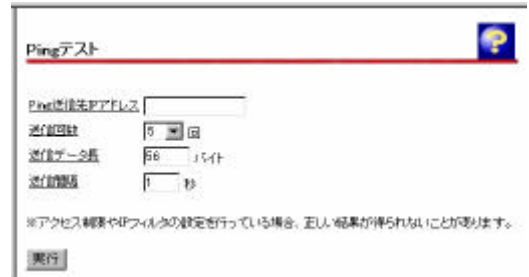 Pingテスト
Ping送信先IPアドレス
送信回数 5 回
送信データ長 56 バイト
送信間隔 1 秒
※アクセス制限やIPフィルタの設定を行っている場合、正しい結果が得られないことがあります。
実行